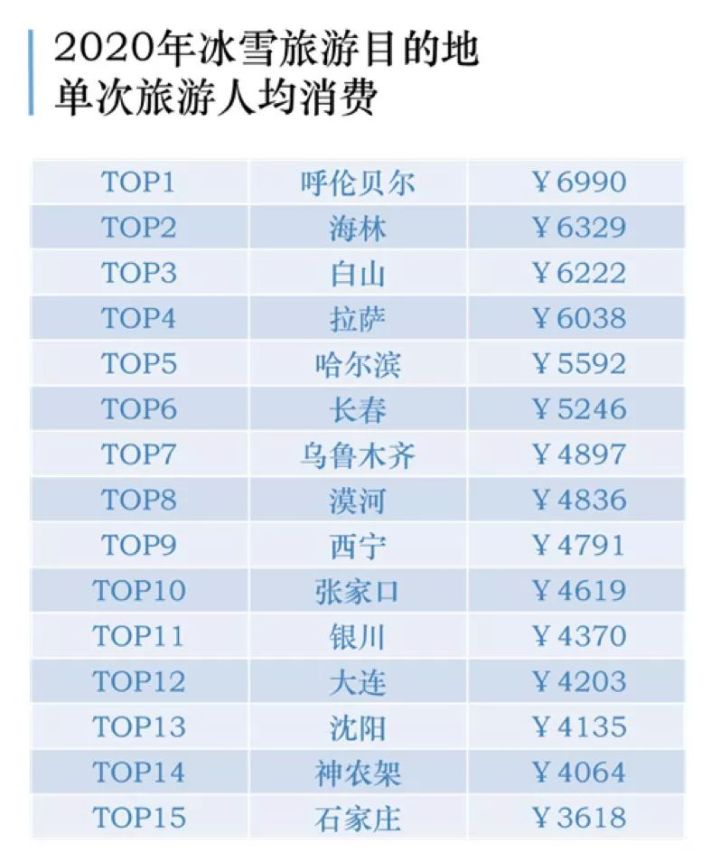 2020年冰雪旅游目的地
单次旅游人均消费
TOP1 呼伦贝尔 ￥6990
TOP2 海林 ￥6329
TOP3 白山 ￥6222
TOP4 拉萨 ￥6038
TOP5 哈尔滨 ￥5592
TOP6 长春 ￥5246
TOP7 乌鲁木齐 ￥4897
TOP8 漠河 ￥4836
TOP9 西宁 ￥4791
TOP10 张家口 ￥4619
TOP11 银川 ￥4370
TOP12 大连 ￥4203
TOP13 沈阳 ￥4135
TOP14 神农架 ￥4064
TOP15 石家庄 ￥3618